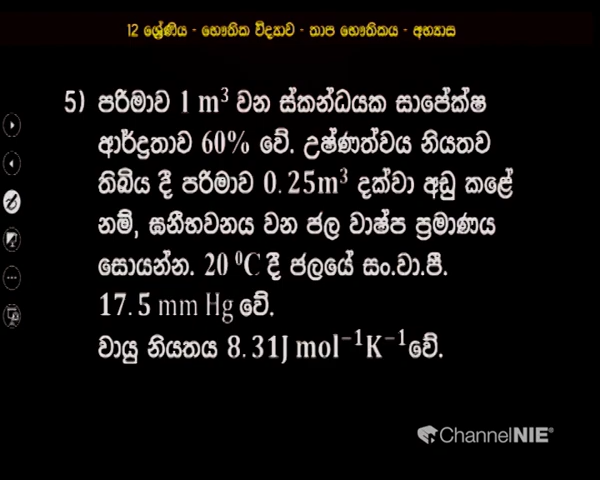 12 ශ්‍රේණිය - භෞතික විද්‍යාව - තාප භෞතිකය - අභ්‍යාස
5) පරිමාව 1 m³ වන ස්කන්ධයක සාපේක්ෂ
ආර්ද්‍රතාව 60% වේ. උෂ්ණත්වය නියතව
තිබිය දී පරිමාව 0.25m³ දක්වා අඩු කළේ
නම්, ඝනීභවනය වන ජල වාෂ්ප ප්‍රමාණය
සොයන්න. 20 ⁰C දී ජලයේ සං.වා.පී.
17.5 mm Hg වේ.
වායු නියතය 8.31J mol⁻¹K⁻¹වේ.
ChannelNIE®